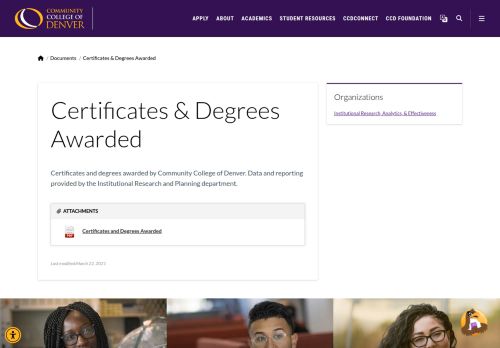 COMMUNITY
COLLEGE OF
DENVER
APPLY ABOUT ACADEMICS STUDENT RESOURCES CCDCONNECT CCD FOUNDATION
/ Documents / Certificates & Degrees Awarded
Certificates & Degrees
Awarded
Certificates and degrees awarded by Community College of Denver. Data and reporting
provided by the Institutional Research and Planning department.
ATTACHMENTS
PDF
Certificates and Degrees Awarded
Last modified March 22, 2021
Organizations
Institutional Research, Analytics, & Effectiveness